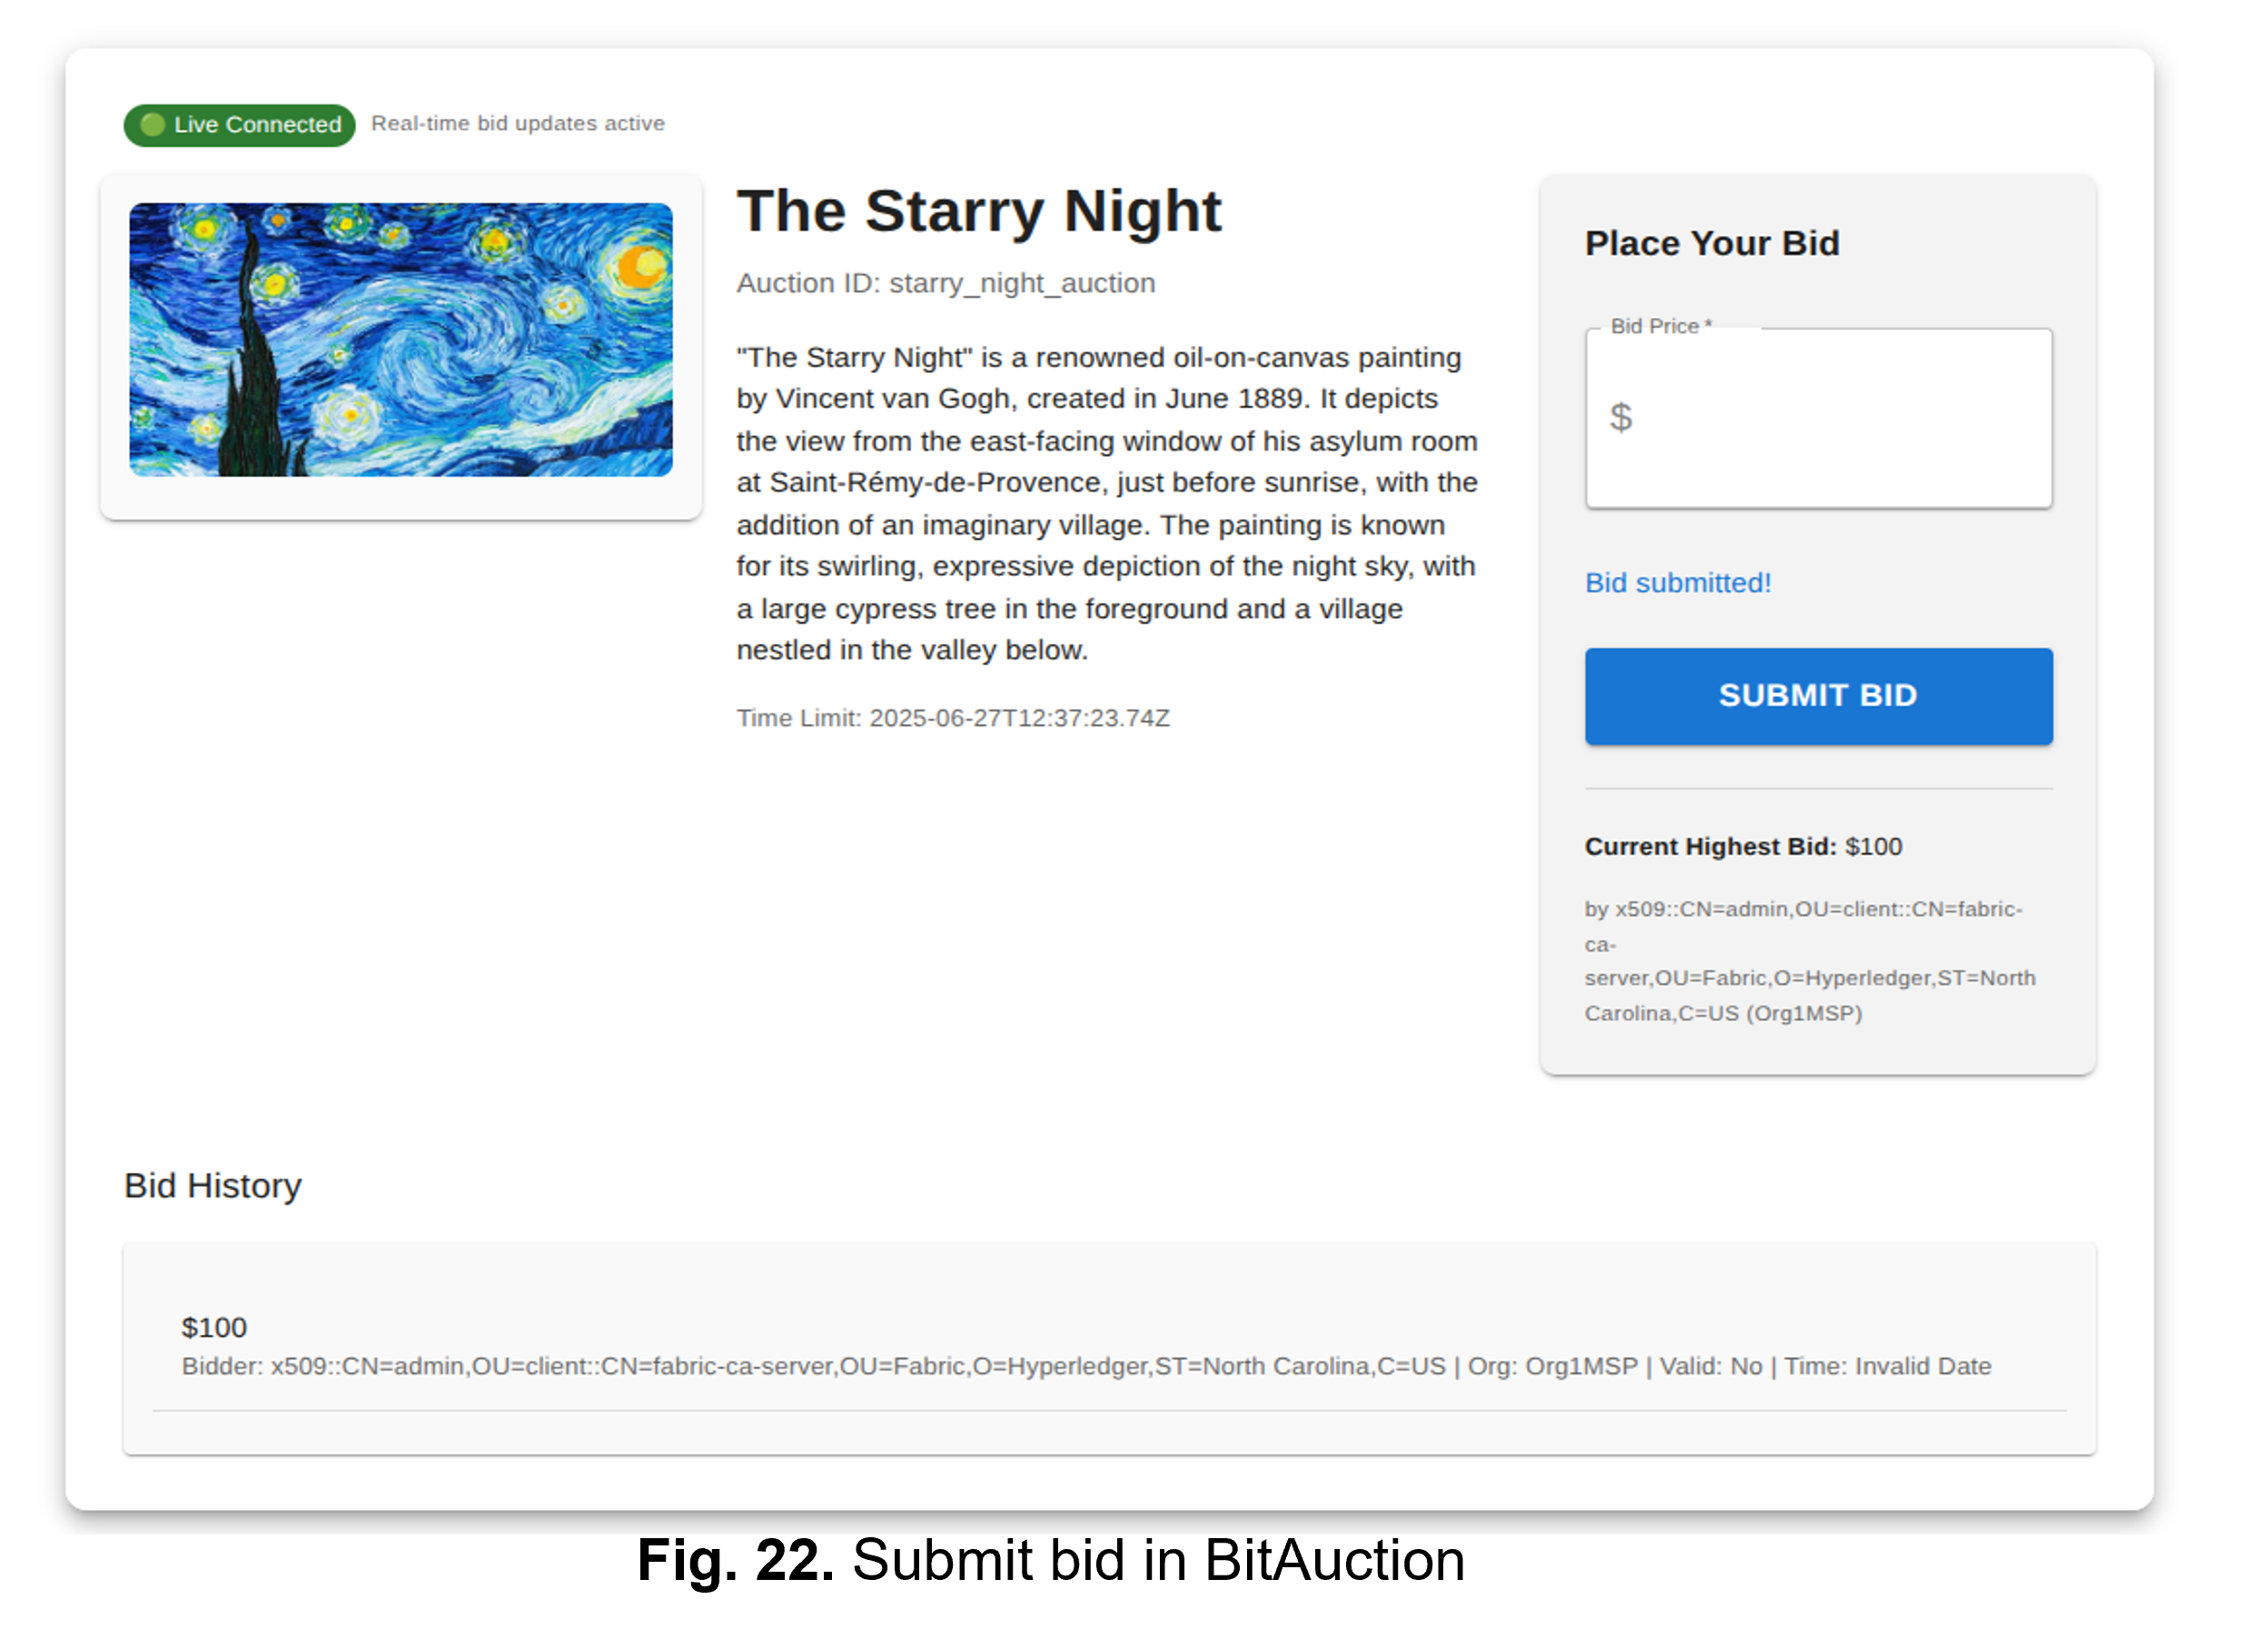 Live Connected Real-time bid updates active
The Starry Night
Auction ID: starry_night_auction
"The Starry Night" is a renowned oil-on-canvas painting
by Vincent van Gogh, created in June 1889. It depicts
the view from the east-facing window of his asylum room
at Saint-Rémy-de-Provence, just before sunrise, with the
addition of an imaginary village. The painting is known
for its swirling, expressive depiction of the night sky, with
a large cypress tree in the foreground and a village
nestled in the valley below.
Time Limit: 2025-06-27T12:37:23.74Z
Place Your Bid
Bid Price *
$
Bid submitted!
SUBMIT BID
Current Highest Bid: $100
by x509::CN=admin,OU=client::CN=fabric-
ca-
server,OU=Fabric,O=Hyperledger,ST=North
Carolina,C=US (Org1MSP)
Bid History
$100
Bidder: x509::CN=admin,OU=client::CN=fabric-ca-server,OU=Fabric,O=Hyperledger,ST=North Carolina,C=US | Org: Org1MSP | Valid: No | Time: Invalid Date
Fig. 22. Submit bid in BitAuction